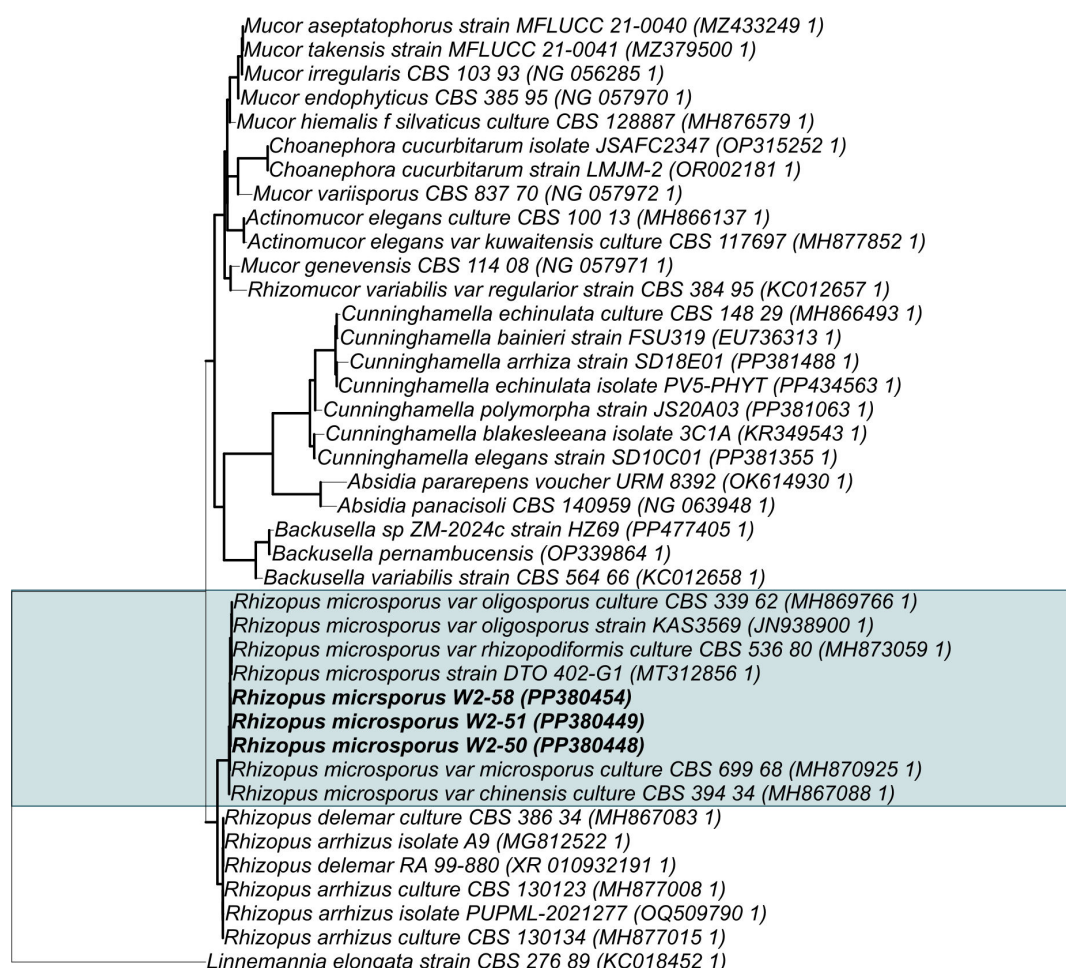 Mucor aseptatophorus strain MFLUCC 21-0040 (MZ433249 1)
Mucor takensis strain MFLUCC 21-0041 (MZ379500 1)
Mucor irregularis CBS 103 93 (NG 056285 1)
Mucor endophyticus CBS 385 95 (NG 057970 1)
Mucor hiemalis f silvaticus culture CBS 128887 (MH876579 1)
Choanephora cucurbitarum isolate JSAFC2347 (OP315252 1)
Choanephora cucurbitarum strain LMJM-2 (OR002181 1)
Mucor variisporus CBS 837 70 (NG 057972 1)
Actinomucor elegans culture CBS 100 13 (MH866137 1)
Actinomucor elegans var kuwaitensis culture CBS 117697 (MH877852 1)
Mucor genevensis CBS 114 08 (NG 057971 1)
Rhizomucor variabilis var regularior strain CBS 384 95 (KC012657 1)
Cunninghamella echinulata culture CBS 148 29 (MH866493 1)
Cunninghamella bainieri strain FSU319 (EU736313 1)
Cunninghamella arrhiza strain SD18E01 (PP381488 1)
Cunninghamella echinulata isolate PV5-PHYT (PP434563 1)
Cunninghamella polymorpha strain JS20A03 (PP381063 1)
Cunninghamella blakesleeana isolate 3C1A (KR349543 1)
Cunninghamella elegans strain SD10C01 (PP381355 1)
Absidia pararepens voucher URM 8392 (OK614930 1)
Absidia panacisoli CBS 140959 (NG 063948 1)
Backusella sp ZM-2024c strain HZ69 (PP477405 1)
Backusella pernambucensis (OP339864 1)
Backusella variabilis strain CBS 564 66 (KC012658 1)
Rhizopus microsporus var oligosporus culture CBS 339 62 (MH869766 1)
Rhizopus microsporus var oligosporus strain KAS3569 (JN938900 1)
Rhizopus microsporus var rhizopodiformis culture CBS 536 80 (MH873059 1)
Rhizopus microsporus strain DTO 402-G1 (MT312856 1)
Rhizopus micrsporus W2-58 (PP380454)
Rhizopus microsporus W2-51 (PP380449)
Rhizopus microsporus W2-50 (PP380448)
Rhizopus microsporus var microsporus culture CBS 699 68 (MH870925 1)
Rhizopus microsporus var chinensis culture CBS 394 34 (MH867088 1)
Rhizopus delemar culture CBS 386 34 (MH867083 1)
Rhizopus arrhizus isolate A9 (MG812522 1)
Rhizopus delemar RA 99-880 (XR 010932191 1)
Rhizopus arrhizus culture CBS 130123 (MH877008 1)
Rhizopus arrhizus isolate PUPML-2021277 (OQ509790 1)
Rhizopus arrhizus culture CBS 130134 (MH877015 1)
Linnemannia elongata strain CBS 276 89 (KC018452 1)